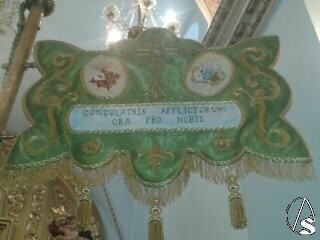 CONSOLATRIX AFFLICTORUM
ORA PRO NOBIS